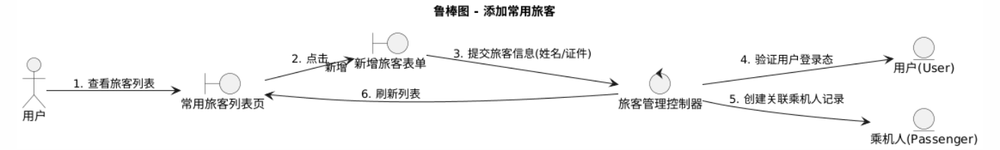 鲁棒图 - 添加常用旅客
用户
1. 查看旅客列表
常用旅客列表页
2. 点击
新增
新增旅客表单
3. 提交旅客信息(姓名/证件)
6. 刷新列表
旅客管理控制器
4. 验证用户登录态
用户(User)
5. 创建关联乘机人记录
乘机人(Passenger)